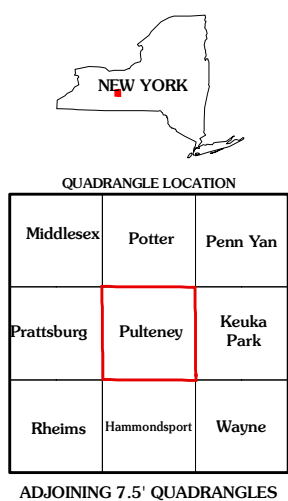 NEW YORK
QUADRANGLE LOCATION
Middlesex Potter Penn Yan
Prattsburg Pulteney Keuka
Park
Rheims Hammondsport Wayne
ADJOINING 7.5' QUADRANGLES